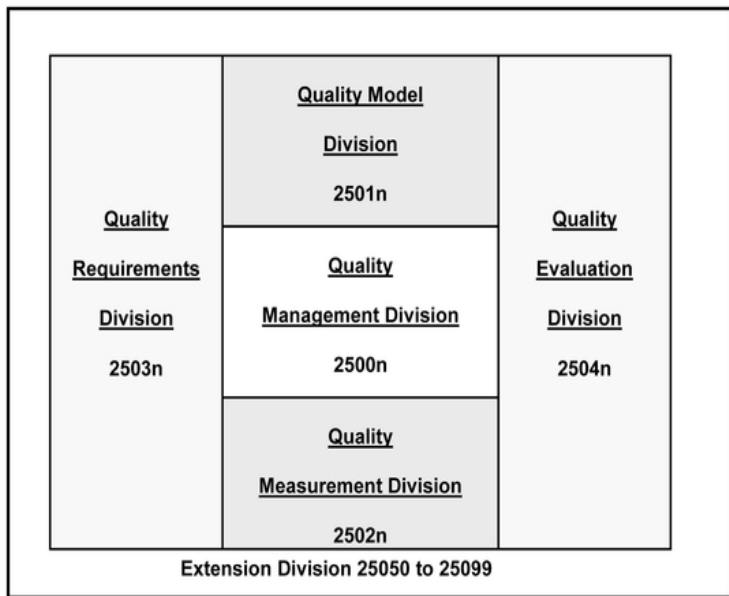 Quality
Requirements
Division
2503n
Quality Model
Division
2501n
Quality
Management Division
2500n
Quality
Measurement Division
2502n
Quality
Evaluation
Division
2504n
Extension Division 25050 to 25099